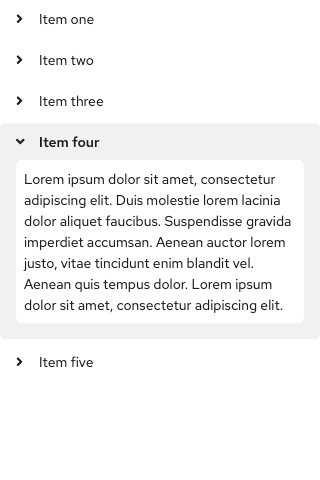 Item one
Item two
Item three
Item four
Lorem ipsum dolor sit amet, consectetur
adipiscing elit. Duis molestie lorem lacinia
dolor aliquet faucibus. Suspendisse gravida
imperdiet accumsan. Aenean auctor lorem
justo, vitae tincidunt enim blandit vel.
Aenean quis tempus dolor. Lorem ipsum
dolor sit amet, consectetur adipiscing elit.
Item five